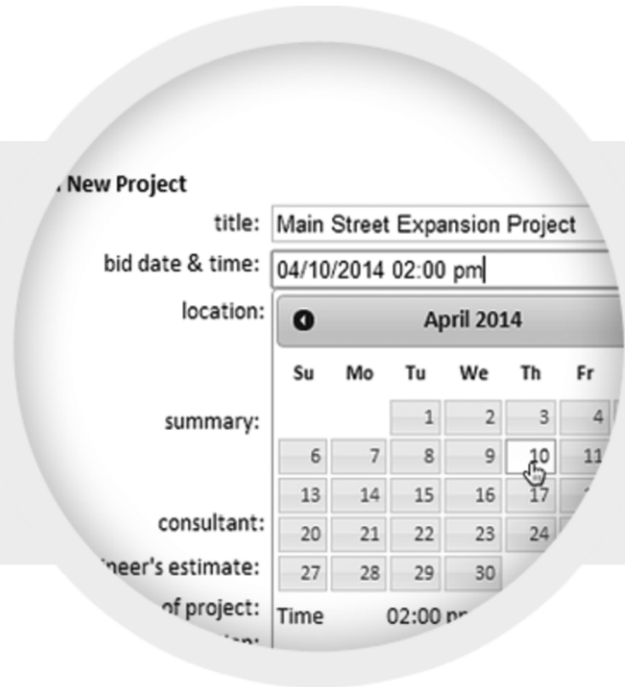 New Project
title: Main Street Expansion Project
bid date & time: 04/10/2014 02:00 pm
location:
April 2014
Su Mo Tu We Th Fr
summary:
1 2 3 4
6 7 8 9 10 11
13 14 15 16 17
consultant:
20 21 22 23 24
estimate:
27 28 29 30
of project:
Time 02:00